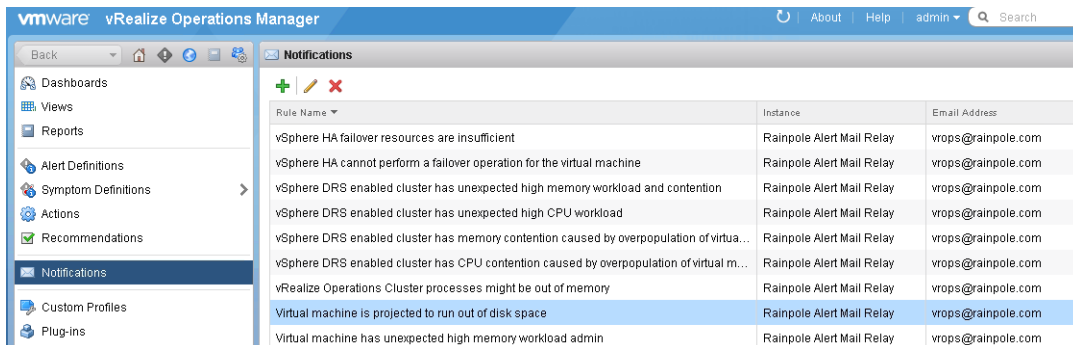 vmware vRealize Operations Manager About Help admin Search
Back Notifications
Dashboards
Views
Reports
Alert Definitions
Symptom Definitions
Actions
Recommendations
Notifications
Custom Profiles
Plug-ins
Rule Name Instance Email Address
vSphere HA failover resources are insufficient Rainpole Alert Mail Relay vrops@rainpole.com
vSphere HA cannot perform a failover operation for the virtual machine Rainpole Alert Mail Relay vrops@rainpole.com
vSphere DRS enabled cluster has unexpected high memory workload and contention Rainpole Alert Mail Relay vrops@rainpole.com
vSphere DRS enabled cluster has unexpected high CPU workload Rainpole Alert Mail Relay vrops@rainpole.com
vSphere DRS enabled cluster has memory contention caused by overpopulation of virtua... Rainpole Alert Mail Relay vrops@rainpole.com
vSphere DRS enabled cluster has CPU contention caused by overpopulation of virtual m... Rainpole Alert Mail Relay vrops@rainpole.com
vRealize Operations Cluster processes might be out of memory Rainpole Alert Mail Relay vrops@rainpole.com
Virtual machine is projected to run out of disk space Rainpole Alert Mail Relay vrops@rainpole.com
Virtual machine has unexpected high memory workload admin Rainpole Alert Mail Relay vrops@rainpole.com